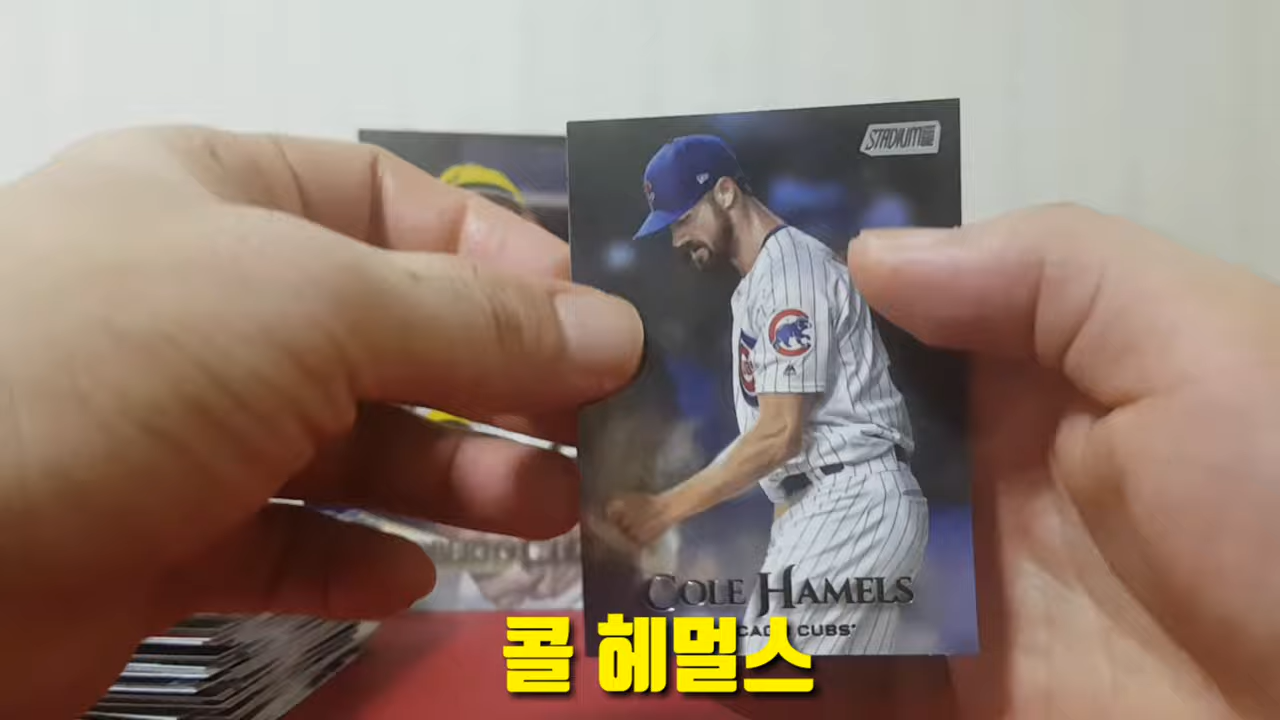 STADIUM
COLE HAMELS
CUBS
콜 헤멀스